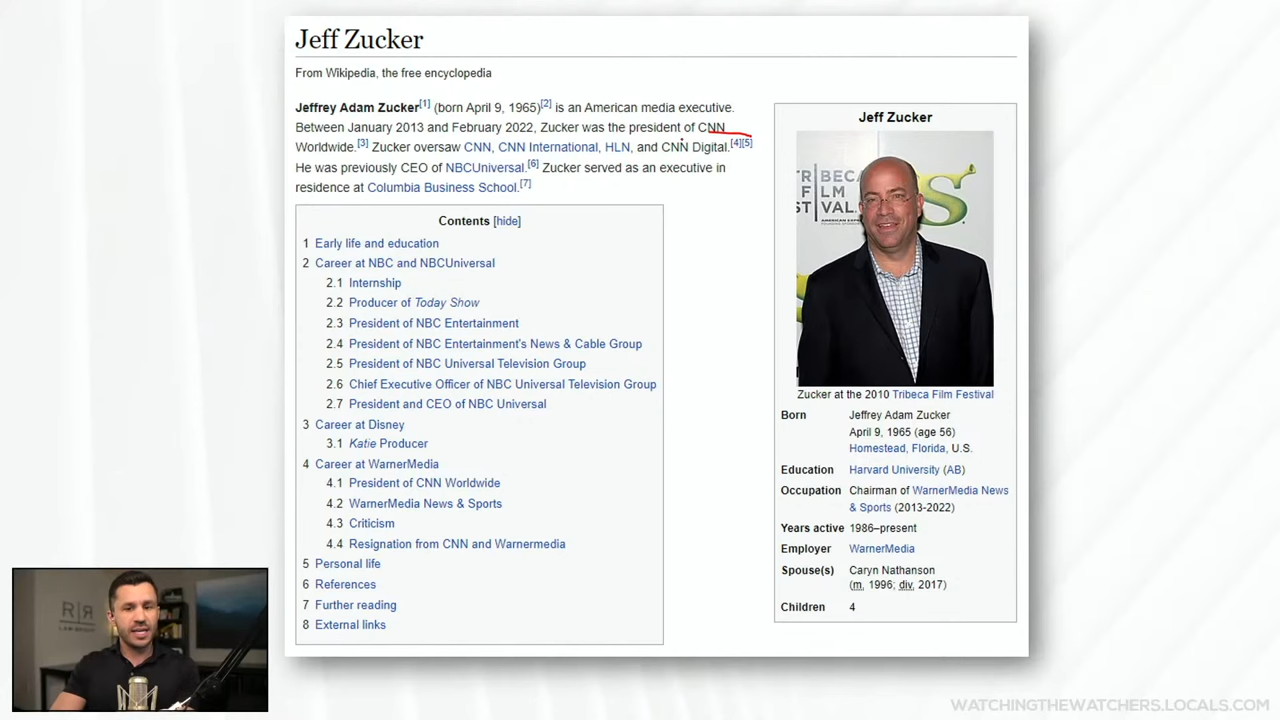 Jeff Zucker
From Wikipedia, the free encyclopedia
Jeffrey Adam Zucker[1] (born April 9, 1965)[2] is an American media executive.
Between January 2013 and February 2022, Zucker was the president of CNN
Worldwide.[3] Zucker oversaw CNN, CNN International, HLN, and CNN Digital.[4][5]
He was previously CEO of NBCUniversal.[6] Zucker served as an executive in
residence at Columbia Business School.[7]
Contents [hide]
1 Early life and education
2 Career at NBC and NBCUniversal
2.1 Internship
2.2 Producer of Today Show
2.3 President of NBC Entertainment
2.4 President of NBC Entertainment's News & Cable Group
2.5 President of NBC Universal Television Group
2.6 Chief Executive Officer of NBC Universal Television Group
2.7 President and CEO of NBC Universal
3 Career at Disney
3.1 Katie Producer
4 Career at WarnerMedia
4.1 President of CNN Worldwide
4.2 WarnerMedia News & Sports
4.3 Criticism
4.4 Resignation from CNN and Warnermedia
5 Personal life
6 References
7 Further reading
8 External links
Jeff Zucker
TRIBECA
FILM
FESTIVAL
Zucker at the 2010 Tribeca Film Festival
Born Jeffrey Adam Zucker
April 9, 1965 (age 56)
Homestead, Florida, U.S.
Education Harvard University (AB)
Occupation Chairman of WarnerMedia News
& Sports (2013-2022)
Years active 1986–present
Employer WarnerMedia
Spouse(s) Caryn Nathanson
(m. 1996; div. 2017)
Children 4
R|R
WATCHINGTHEWATCHERS.LOCALS.COM